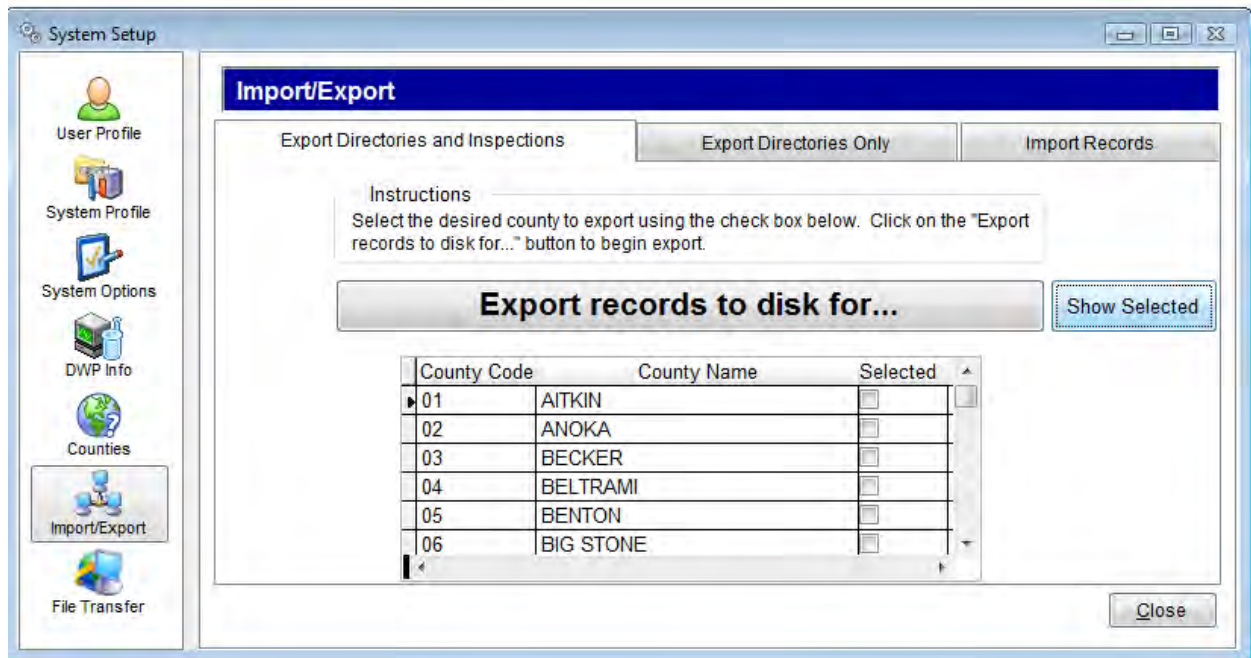 System Setup
User Profile
System Profile
System Options
DWP Info
Counties
Import/Export
File Transfer
Import/Export
Export Directories and Inspections
Export Directories Only
Import Records
Instructions
Select the desired county to export using the check box below. Click on the "Export
records to disk for..." button to begin export.
Export records to disk for...
Show Selected
County Code County Name Selected
01 AITKIN
02 ANOKA
03 BECKER
04 BELTRAMI
05 BENTON
06 BIG STONE
Close